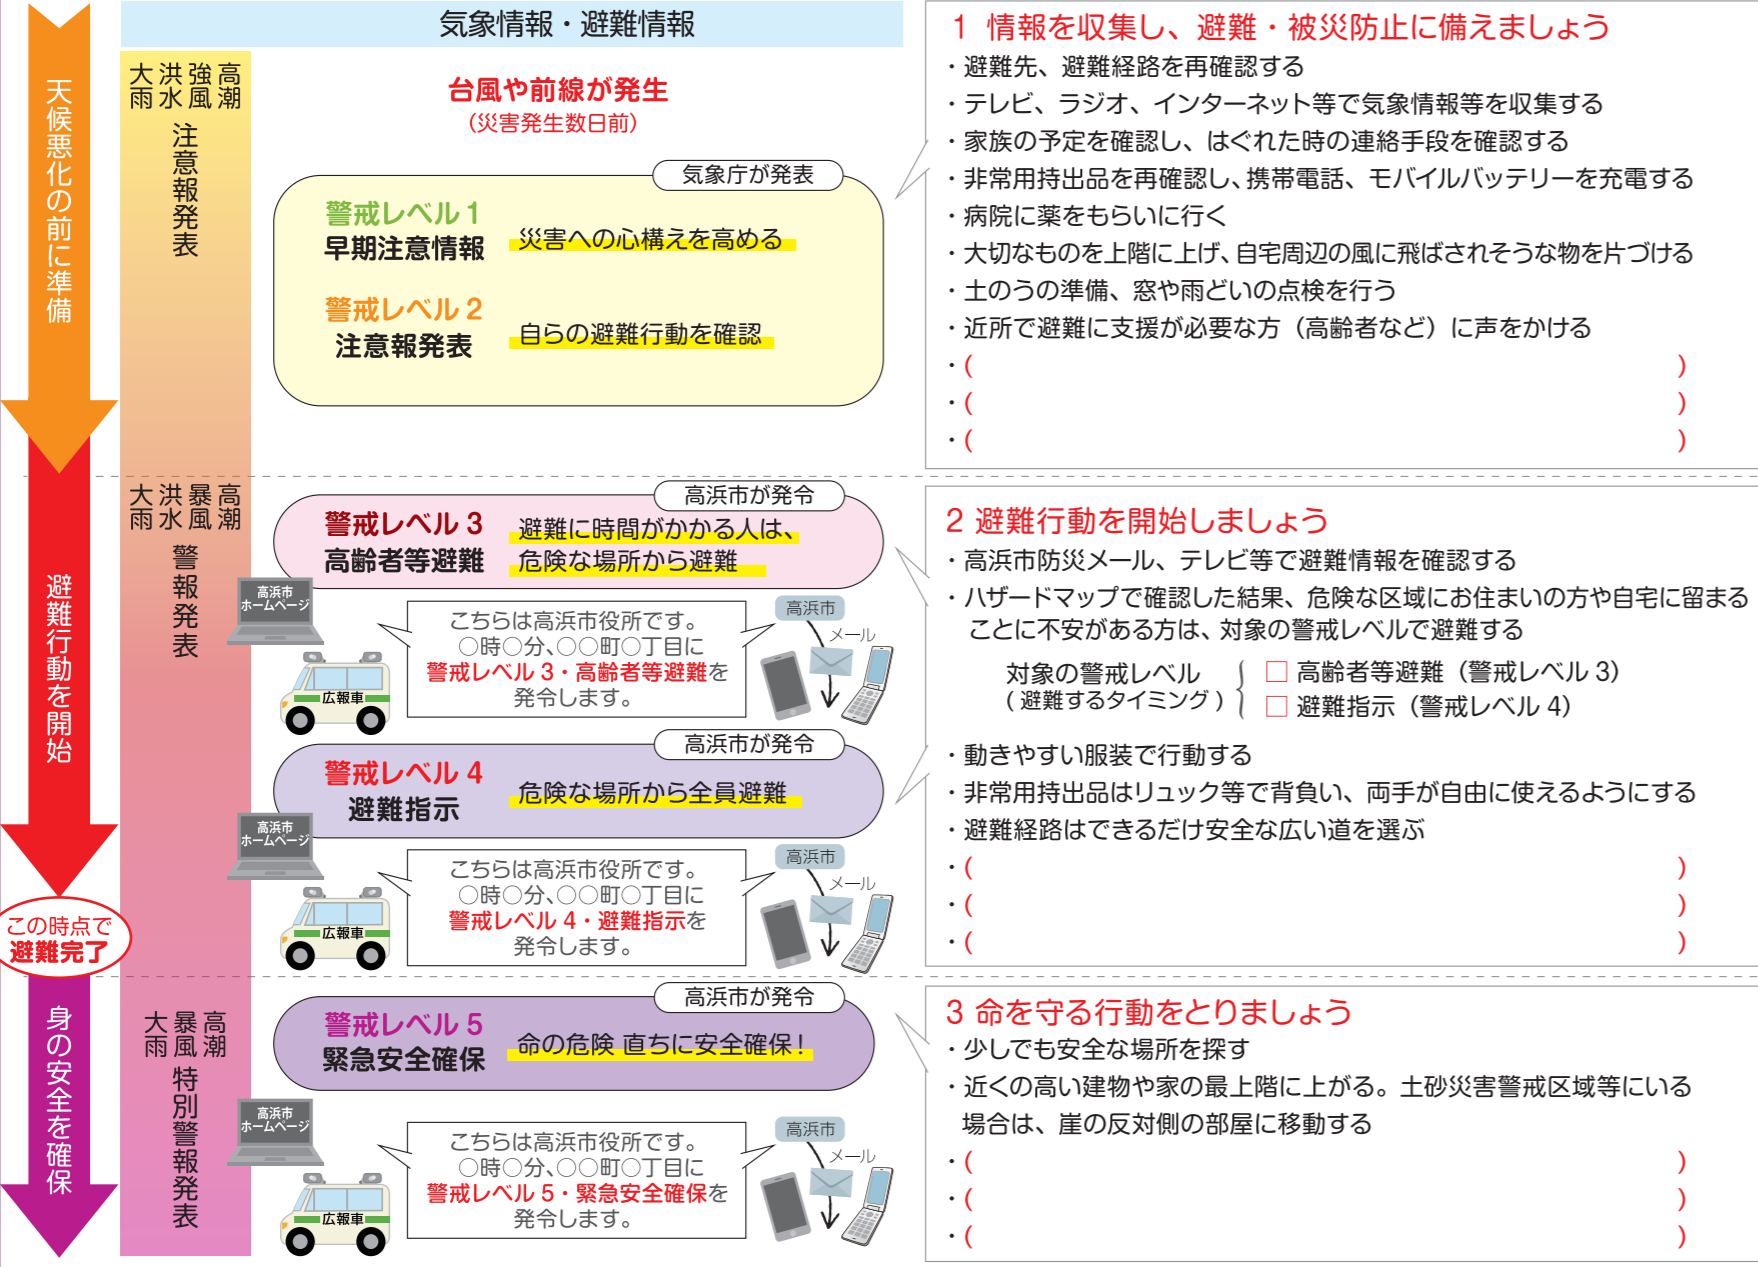 気象情報・避難情報
天候悪化の前に準備
大雨 洪水 強風 高潮
注意報発表
台風や前線が発生
（災害発生数日前）
気象庁が発表
警戒レベル 1
早期注意情報
災害への心構えを高める
警戒レベル 2
注意報発表
自らの避難行動を確認
1 情報を収集し、避難・被災防止に備えましょう
・避難先、避難経路を再確認する
・テレビ、ラジオ、インターネット等で気象情報等を収集する
・家族の予定を確認し、はぐれた時の連絡手段を確認する
・非常用持出品を再確認し、携帯電話、モバイルバッテリーを充電する
・病院に薬をもらいに行く
・大切なものを上階に上げ、自宅周辺の風に飛ばされそうな物を片づける
・土のうの準備、窓や雨どいの点検を行う
・近所で避難に支援が必要な方（高齢者など）に声をかける
・(　)
・(　)
・(　)
避難行動を開始
大雨 洪水 暴風 高潮
警報発表
高浜市が発令
警戒レベル 3
高齢者等避難
避難に時間がかかる人は、
危険な場所から避難
高浜市
ホームページ
広報車
こちらは高浜市役所です。
○時○分、○○町○丁目に
警戒レベル 3・高齢者等避難を
発令します。
高浜市
メール
高浜市が発令
警戒レベル 4
避難指示
危険な場所から全員避難
高浜市
ホームページ
広報車
こちらは高浜市役所です。
○時○分、○○町○丁目に
警戒レベル 4・避難指示を
発令します。
高浜市
メール
2 避難行動を開始しましょう
・高浜市防災メール、テレビ等で避難情報を確認する
・ハザードマップで確認した結果、危険な区域にお住まいの方や自宅に留まる
ことに不安がある方は、対象の警戒レベルで避難する
対象の警戒レベル
( 避難するタイミング )
□ 高齢者等避難（警戒レベル 3）
□ 避難指示（警戒レベル 4）
・動きやすい服装で行動する
・非常用持出品はリュック等で背負い、両手が自由に使えるようにする
・避難経路はできるだけ安全な広い道を選ぶ
・(　)
・(　)
・(　)
この時点で
避難完了
身の安全を確保
大雨 暴風 高潮
特別警報発表
高浜市が発令
警戒レベル 5
緊急安全確保
命の危険 直ちに安全確保！
高浜市
ホームページ
広報車
こちらは高浜市役所です。
○時○分、○○町○丁目に
警戒レベル 5・緊急安全確保を
発令します。
高浜市
メール
3 命を守る行動をとりましょう
・少しでも安全な場所を探す
・近くの高い建物や家の最上階に上がる。土砂災害警戒区域等にいる
場合は、崖の反対側の部屋に移動する
・(　)
・(　)
・(　)